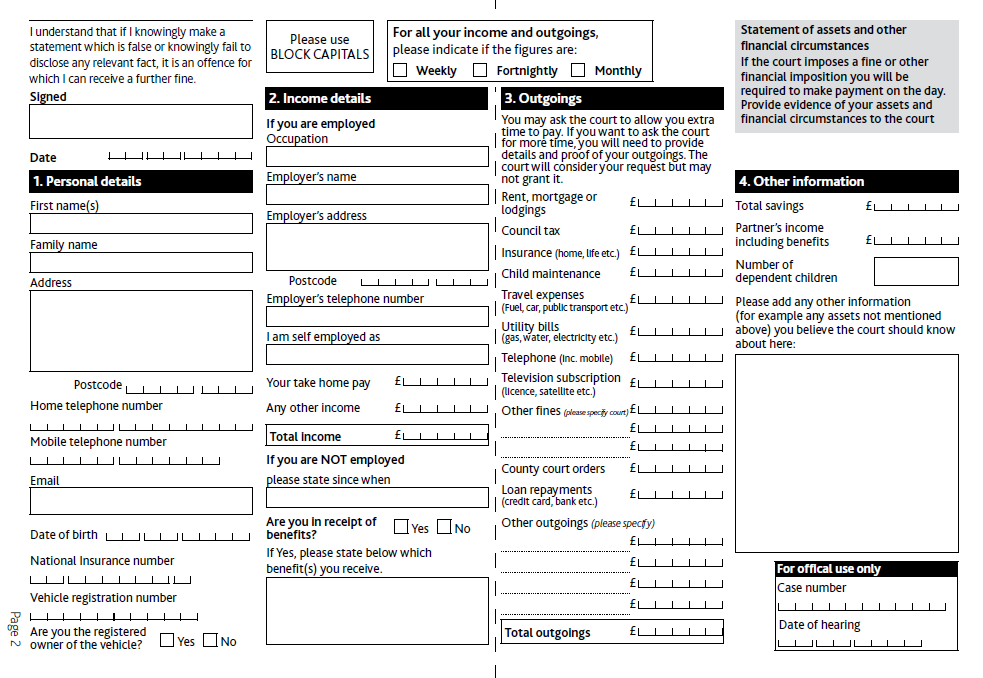 I understand that if I knowingly make a
statement which is false or knowingly fail to
disclose any relevant fact, it is an offence for
which I can receive a further fine.
Signed
Date
1. Personal details
First name(s)
Family name
Address
Postcode
Home telephone number
Mobile telephone number
Email
Date of birth
National Insurance number
Vehicle registration number
Are you the registered
owner of the vehicle? Yes No
Page 2
Please use
BLOCK CAPITALS
For all your income and outgoings,
please indicate if the figures are:
Weekly Fortnightly Monthly
2. Income details
If you are employed
Occupation
Employer's name
Employer's address
Postcode
Employer's telephone number
I am self employed as
Your take home pay £
Any other income £
Total income £
If you are NOT employed
please state since when
Are you in receipt of
benefits? Yes No
If Yes, please state below which
benefit(s) you receive.
3. Outgoings
You may ask the court to allow you extra
time to pay. If you want to ask the court
for more time, you will need to provide
details and proof of your outgoings. The
court will consider your request but may
not grant it.
Rent, mortgage or
lodgings £
Council tax £
Insurance (home, life etc.) £
Child maintenance £
Travel expenses £
(Fuel, car, public transport etc.)
Utility bills £
(gas, water, electricity etc.)
Telephone (inc. mobile) £
Television subscription £
(licence, satellite etc.)
Other fines (please specify court) £
£
£
County court orders £
Loan repayments £
(credit card, bank etc.)
Other outgoings (please specify)
£
£
£
£
Total outgoings £
Statement of assets and other
financial circumstances
If the court imposes a fine or other
financial imposition you will be
required to make payment on the day.
Provide evidence of your assets and
financial circumstances to the court
4. Other information
Total savings £
Partner's income
including benefits £
Number of
dependent children
Please add any other information
(for example any assets not mentioned
above) you believe the court should know
about here:
For offical use only
Case number
Date of hearing